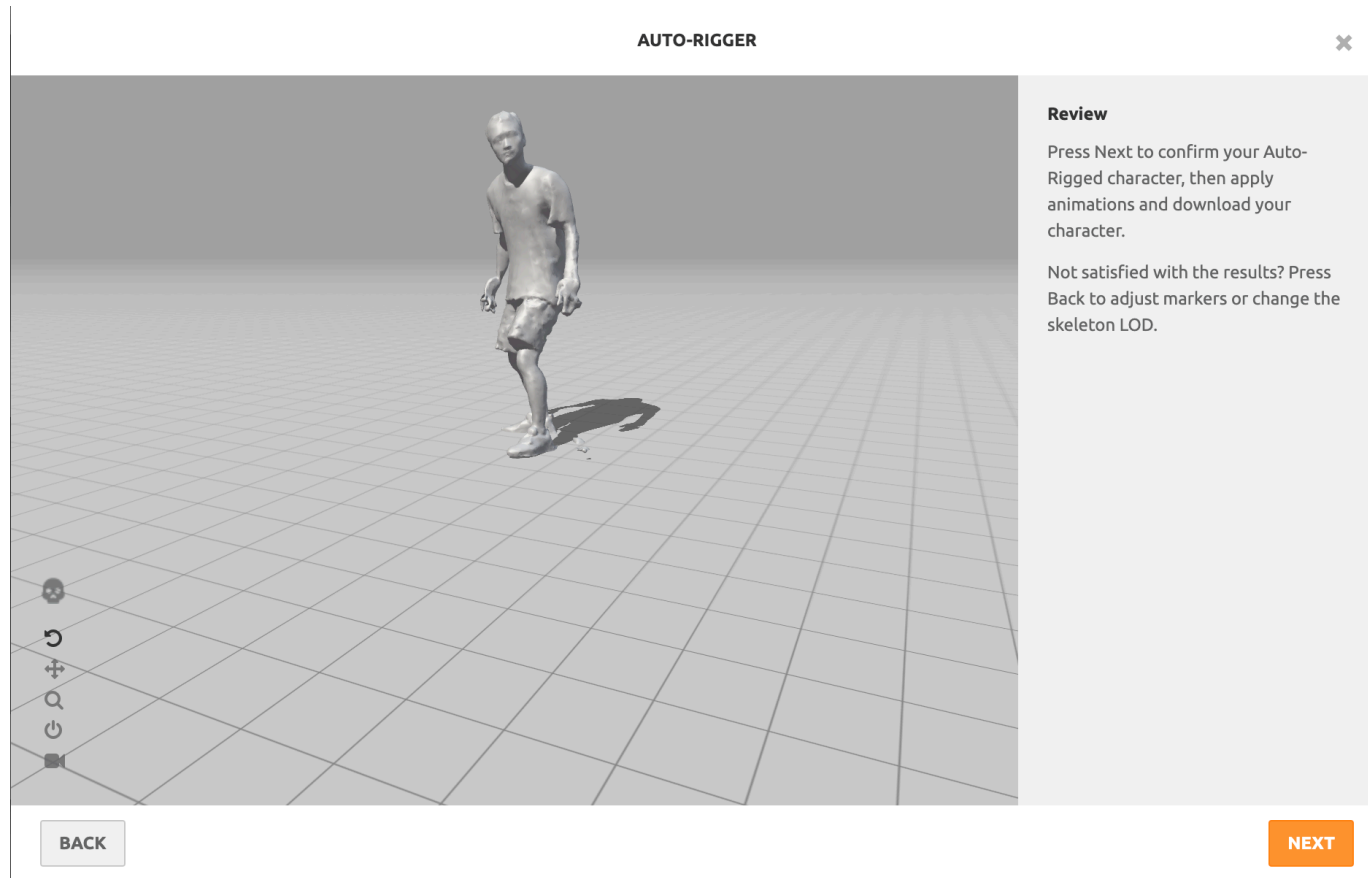 AUTO-RIGGER
Review
Press Next to confirm your Auto-
Rigged character, then apply
animations and download your
character.
Not satisfied with the results? Press
Back to adjust markers or change the
skeleton LOD.
BACK
NEXT